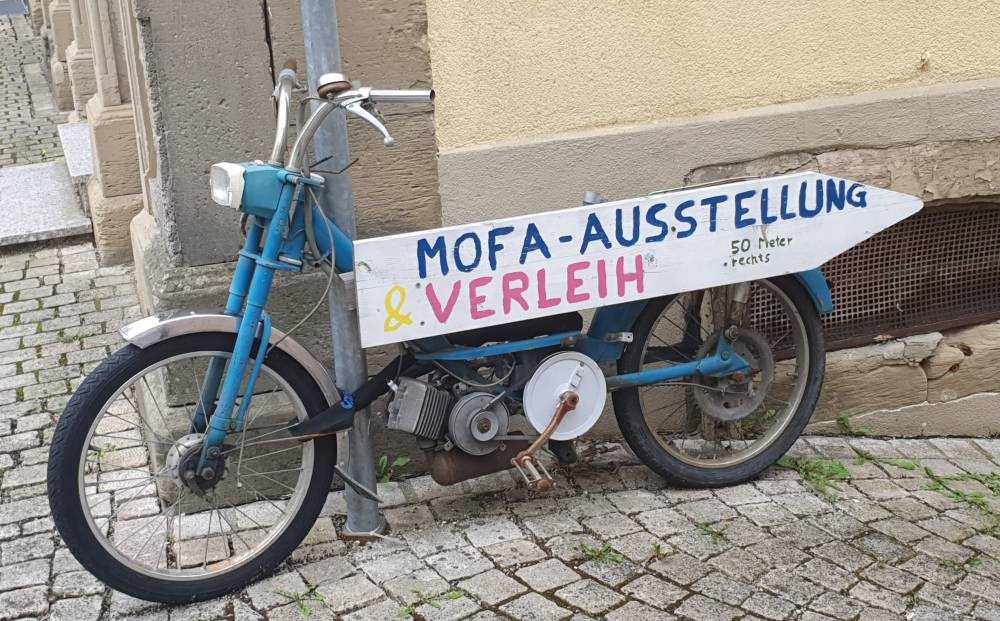 MOFA-AUSSTELLUNG
& VERLEIH
50 Meter
rechts